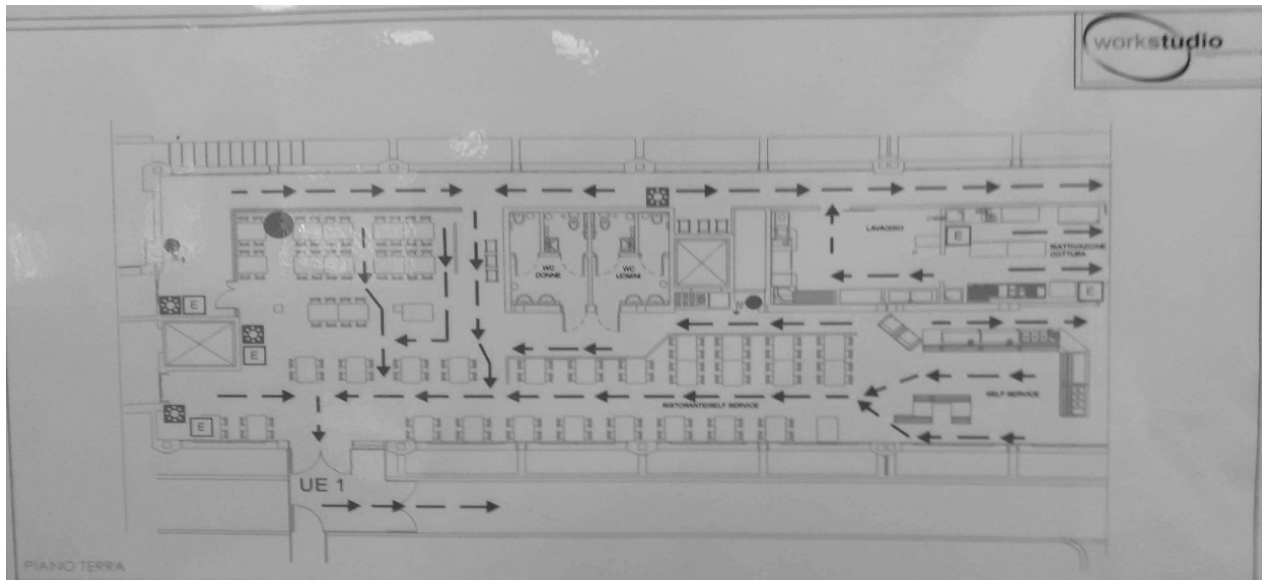 workstudio
LAVAGGIO
E
RIATTIVAZIONE
COTTURA
WC
DONNE
WC
UOMINI
E
E
E
RISTORANTE/SELF SERVICE
SELF SERVICE
E
UE 1
PIANO TERRA